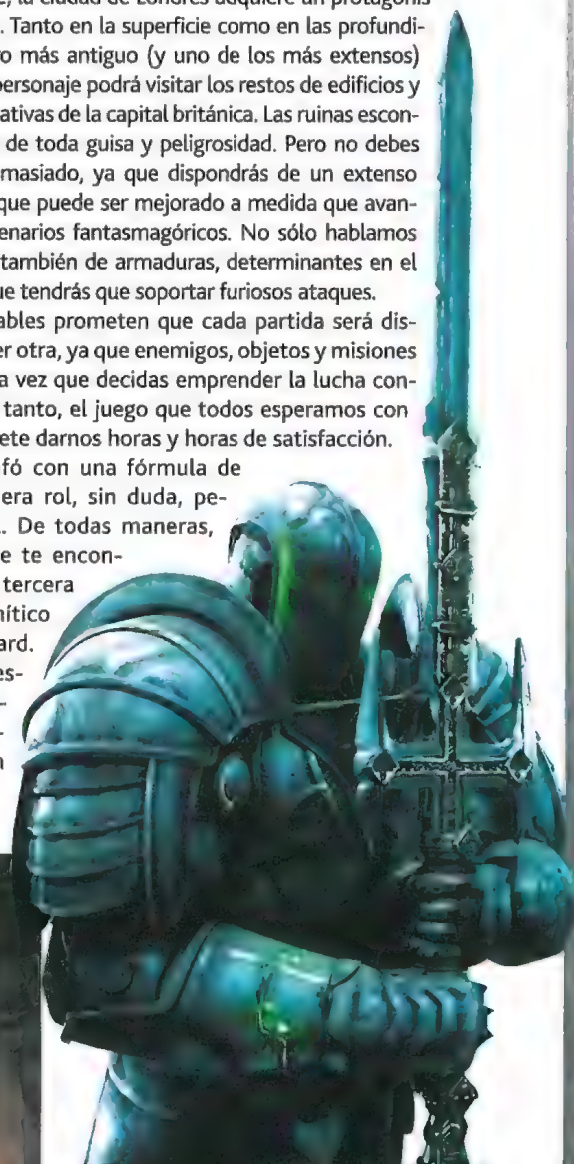 la ciudad de Londres adquiere un protagonis
. Tanto en la superficie como en las profundi-
o más antiguo (y uno de los más extensos)
personaje podrá visitar los restos de edificios y
ativas de la capital británica. Las ruinas escon-
de toda guisa y peligrosidad. Pero no debes
masiado, ya que dispondrás de un extenso
que puede ser mejorado a medida que avan-
enarios fantasmagóricos. No sólo hablamos
también de armaduras, determinantes en el
ue tendrás que soportar furiosos ataques.
ables prometen que cada partida será dis-
er otra, ya que enemigos, objetos y misiones
a vez que decidas emprender la lucha con-
tanto, el juego que todos esperamos con
ete darnos horas y horas de satisfacción.
fó con una fórmula de
era rol, sin duda, pe-
. De todas maneras,
e te encon-
tercera
nítico
ard.
es-
-
-
n